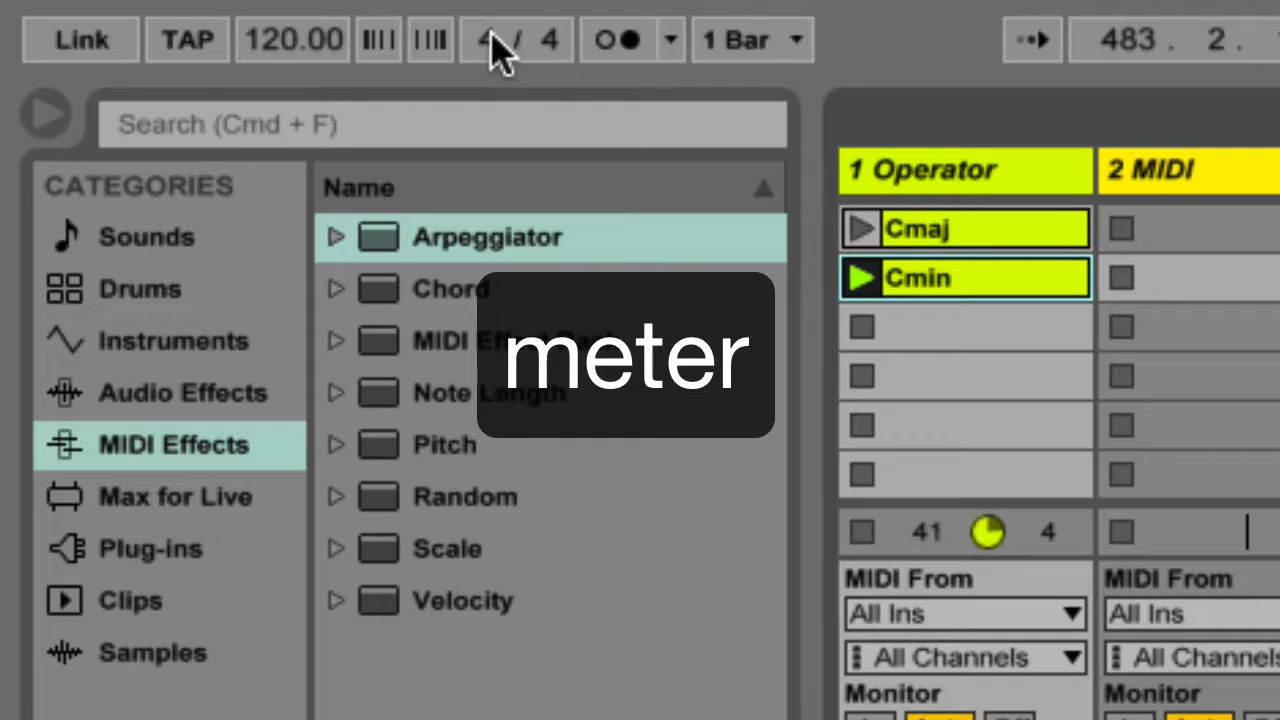 Link TAP 120.00 4 / 4 1 Bar 483 . 2 .
Search (Cmd + F)
CATEGORIES
Sounds
Drums
Instruments
Audio Effects
MIDI Effects
Max for Live
Plug-ins
Clips
Samples
Name
Arpeggiator
Chord
MIDI Effect Rack
Note Length
Pitch
Random
Scale
Velocity
meter
1 Operator
Cmaj
Cmin
41 4
MIDI From
All Ins
All Channels
Monitor
2 MIDI
MIDI From
All Ins
All Channels
Monitor